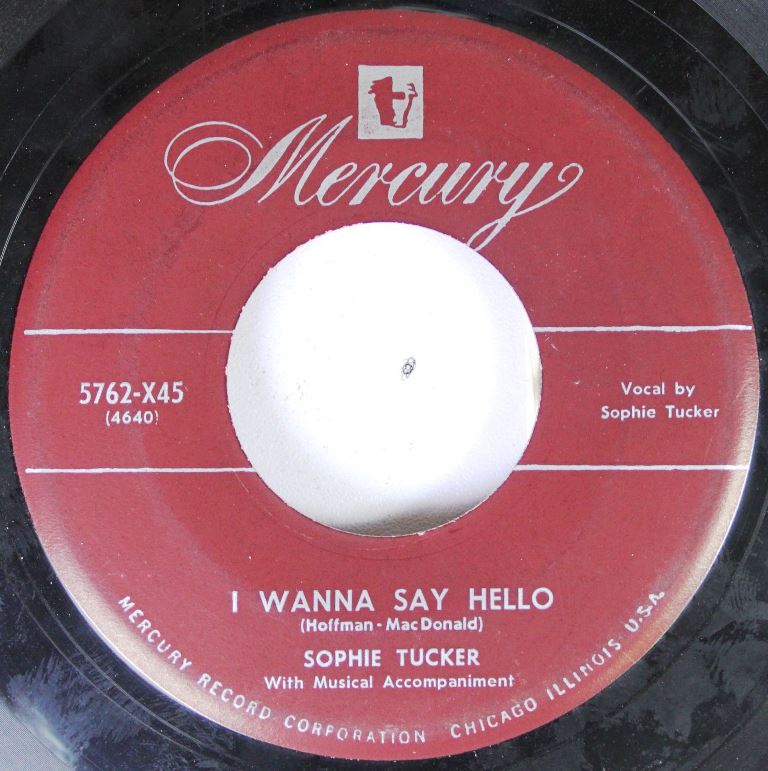 Mercury
5762-X45
(4640)
Vocal by
Sophie Tucker
I WANNA SAY HELLO
(Hoffman - MacDonald)
SOPHIE TUCKER
With Musical Accompaniment
MERCURY RECORD CORPORATION CHICAGO ILLINOIS U.S.A.